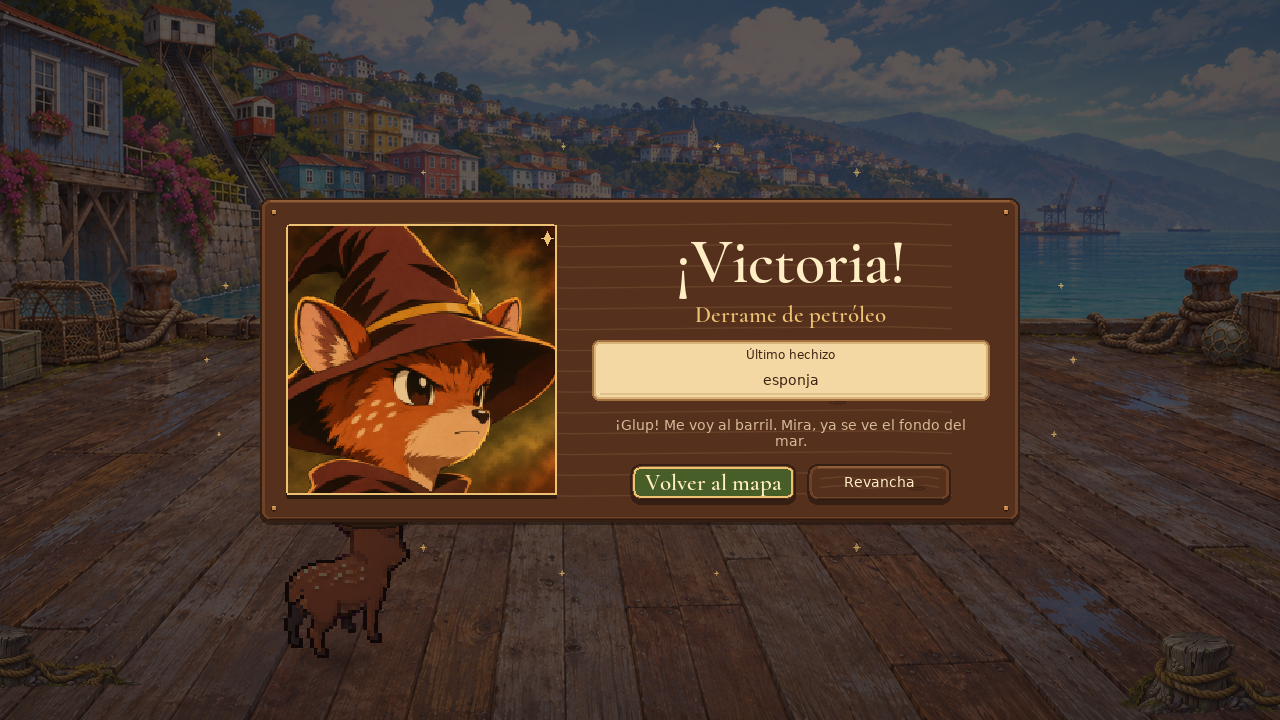 ¡Victoria!
Derrame de petróleo
Último hechizo
esponja
¡Glup! Me voy al barril. Mira, ya se ve el fondo del
mar.
Volver al mapa
Revancha